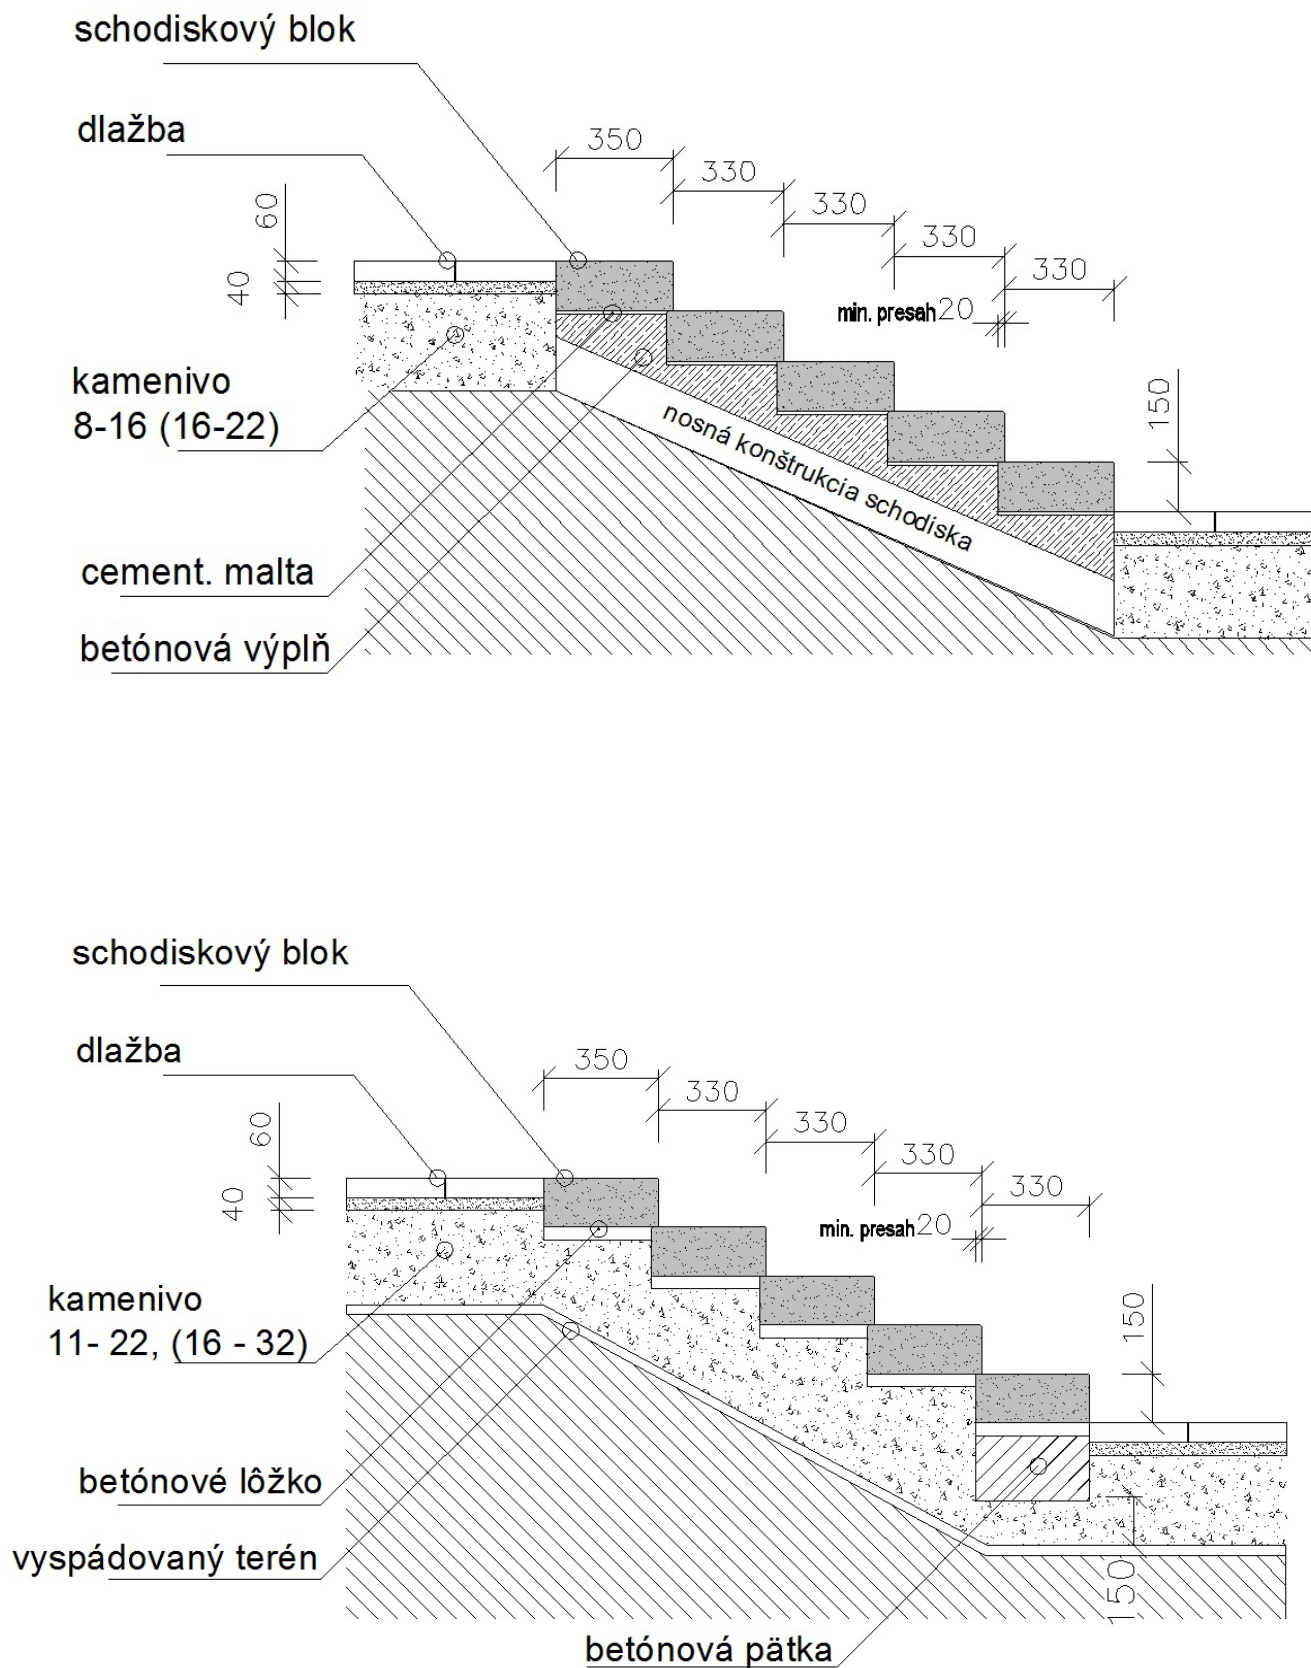 schodiskový blok
dlažba
350
330
330
330
330
60
40
min. presah 20
150
kamenivo
8-16 (16-22)
nosná konštrukcia schodiska
cement. malta
betónová výplň
schodiskový blok
dlažba
350
330
330
330
330
60
40
min. presah 20
150
kamenivo
11- 22, (16 - 32)
betónové lôžko
vyspádovaný terén
150
betónová pätka